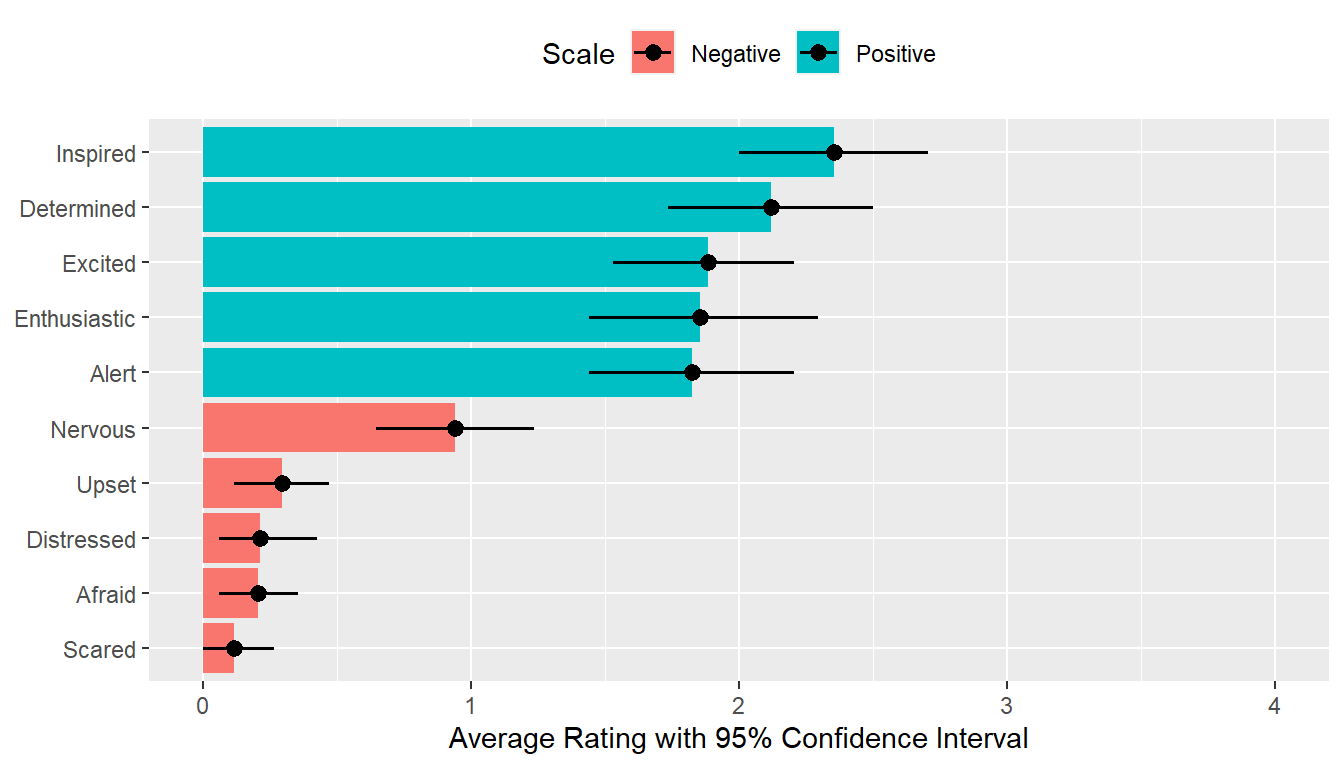 Scale Negative Positive
Inspired
Determined
Excited
Enthusiastic
Alert
Nervous
Upset
Distressed
Afraid
Scared
0 1 2 3 4
Average Rating with 95% Confidence Interval